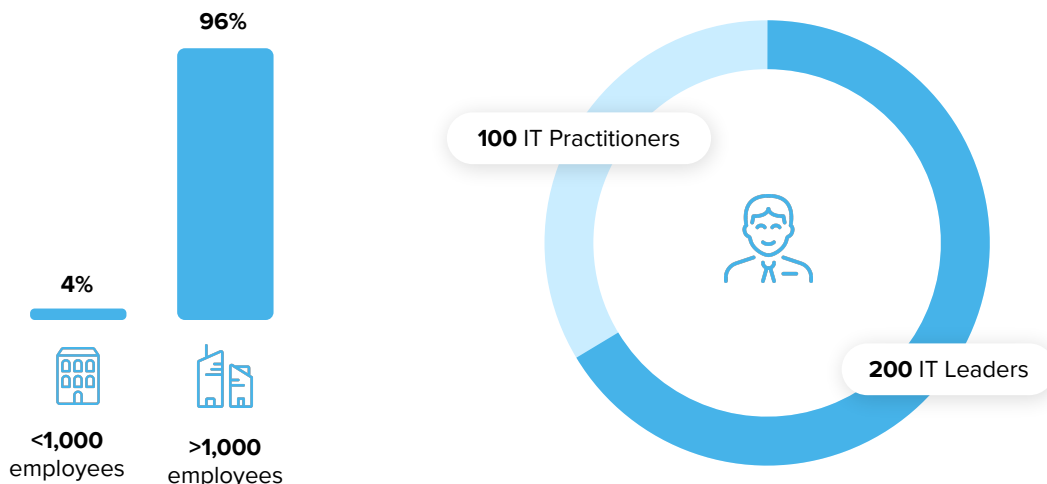 96%
4%
<1,000
employees
>1,000
employees
100 IT Practitioners
200 IT Leaders